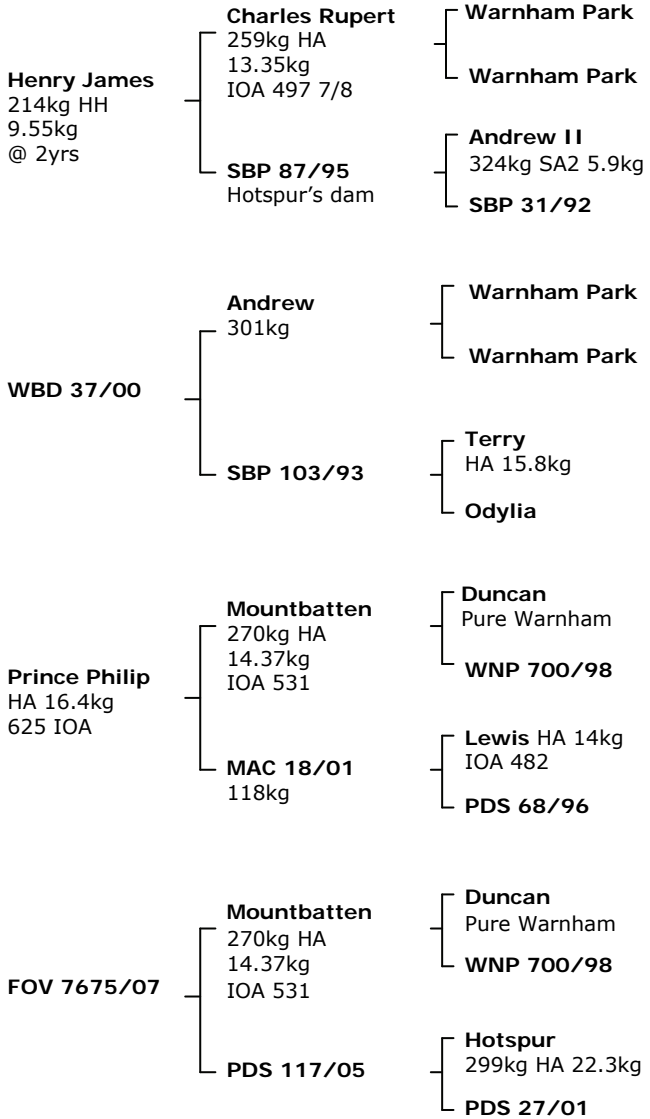 Henry James
214kg HH
9.55kg
@ 2yrs
Charles Rupert
259kg HA
13.35kg
IOA 497 7/8
Warnham Park
Warnham Park
SBP 87/95
Hotspur’s dam
Andrew II
324kg SA2 5.9kg
SBP 31/92
WBD 37/00
Andrew
301kg
Warnham Park
Warnham Park
SBP 103/93
Terry
HA 15.8kg
Odylia
Prince Philip
HA 16.4kg
625 IOA
Mountbatten
270kg HA
14.37kg
IOA 531
Duncan
Pure Warnham
WNP 700/98
MAC 18/01
118kg
Lewis HA 14kg
IOA 482
PDS 68/96
FOV 7675/07
Mountbatten
270kg HA
14.37kg
IOA 531
Duncan
Pure Warnham
WNP 700/98
PDS 117/05
Hotspur
299kg HA 22.3kg
PDS 27/01